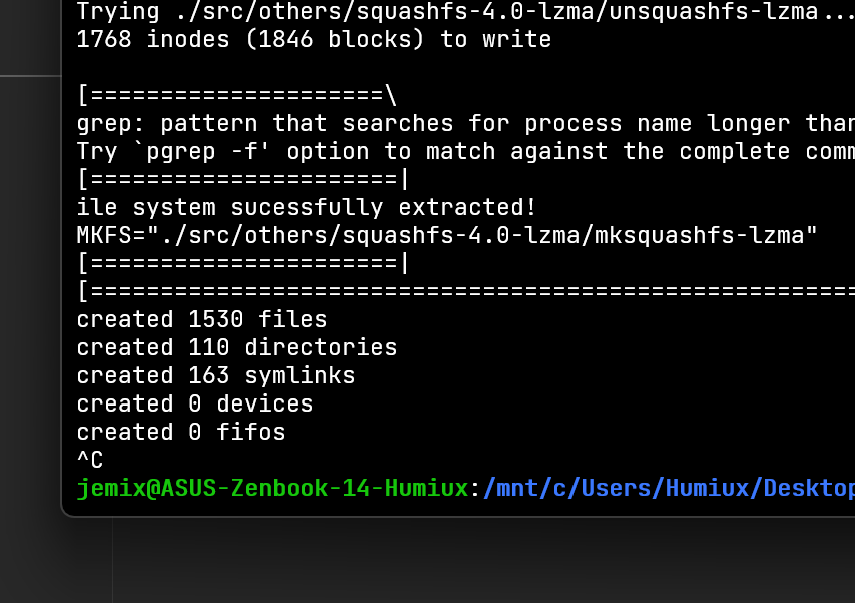 Trying ./src/others/squashfs-4.0-lzma/unsquashfs-lzma...
1768 inodes (1846 blocks) to write
[=====================\
grep: pattern that searches for process name longer than
Try `pgrep -f' option to match against the complete comm
[======================|
ile system sucessfully extracted!
MKFS="./src/others/squashfs-4.0-lzma/mksquashfs-lzma"
[======================|
[=======================================================
created 1530 files
created 110 directories
created 163 symlinks
created 0 devices
created 0 fifos
^C
jemix@ASUS-Zenbook-14-Humiux:/mnt/c/Users/Humiux/Desktop